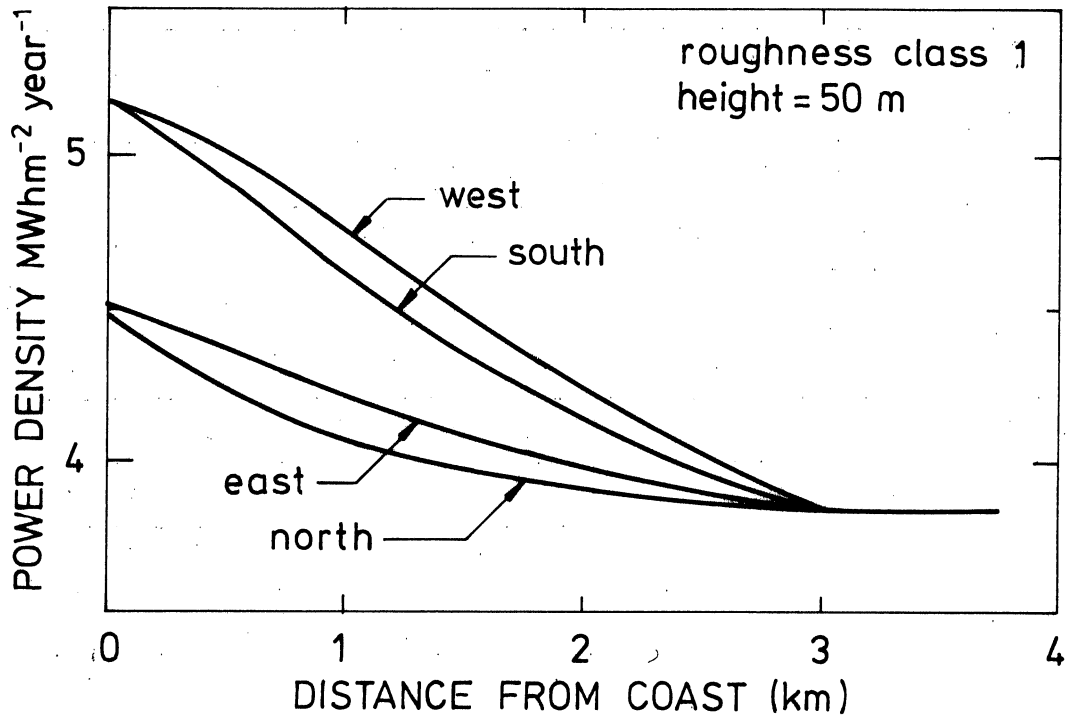 POWER DENSITY MWhm⁻² year⁻¹
roughness class 1
height = 50 m
5
4
west
south
east
north
0 1 2 3 4
DISTANCE FROM COAST (km)